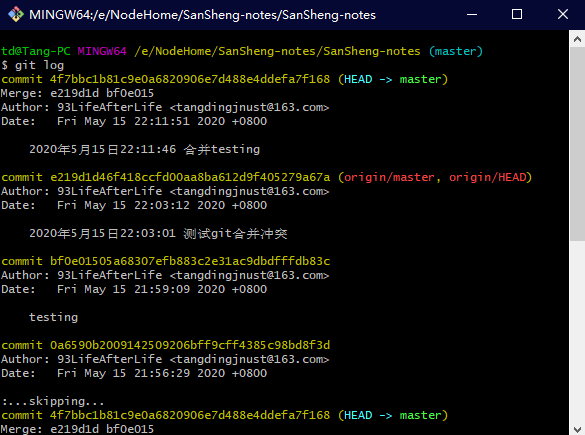 MINGW64:/e/NodeHome/SanSheng-notes/SanSheng-notes
td@Tang-PC MINGW64 /e/NodeHome/SanSheng-notes/SanSheng-notes (master)
$ git log
commit 4f7bbc1b81c9e0a6820906e7d488e4ddefa7f168 (HEAD -> master)
Merge: e219d1d bf0e015
Author: 93LifeAfterLife <tangdingjnust@163.com>
Date:   Fri May 15 22:11:51 2020 +0800
2020年5月15日22:11:46 合并testing
commit e219d1d46f418ccfd00aa8ba612d9f405279a67a (origin/master, origin/HEAD)
Author: 93LifeAfterLife <tangdingjnust@163.com>
Date:   Fri May 15 22:03:12 2020 +0800
2020年5月15日22:03:01 测试git合并冲突
commit bf0e01505a68307efb883c2e31ac9dbdfffdb83c
Author: 93LifeAfterLife <tangdingjnust@163.com>
Date:   Fri May 15 21:59:09 2020 +0800
testing
commit 0a6590b2009142509206bff9cff4385c98bd8f3d
Author: 93LifeAfterLife <tangdingjnust@163.com>
Date:   Fri May 15 21:56:29 2020 +0800
:...skipping...
commit 4f7bbc1b81c9e0a6820906e7d488e4ddefa7f168 (HEAD -> master)
Merge: e219d1d bf0e015